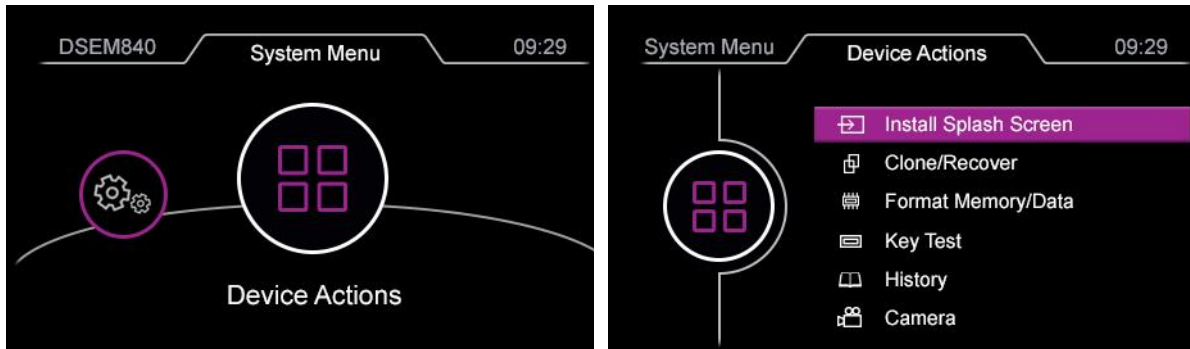 DSEM840
System Menu
09:29
Device Actions
System Menu
Device Actions
09:29
Install Splash Screen
Clone/Recover
Format Memory/Data
Key Test
History
Camera